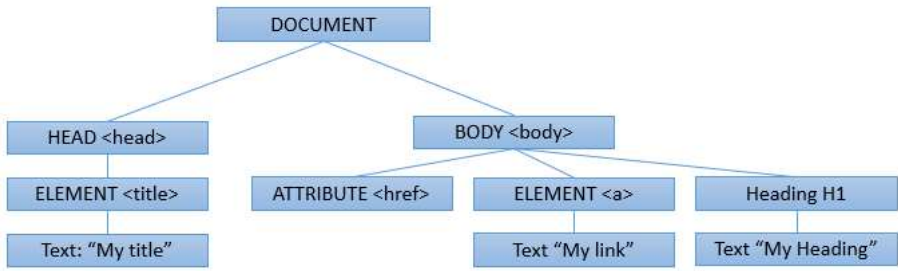 DOCUMENT
HEAD <head>
BODY <body>
ELEMENT <title>
ATTRIBUTE <href>
ELEMENT <a>
Heading H1
Text: “My title”
Text “My link”
Text “My Heading”